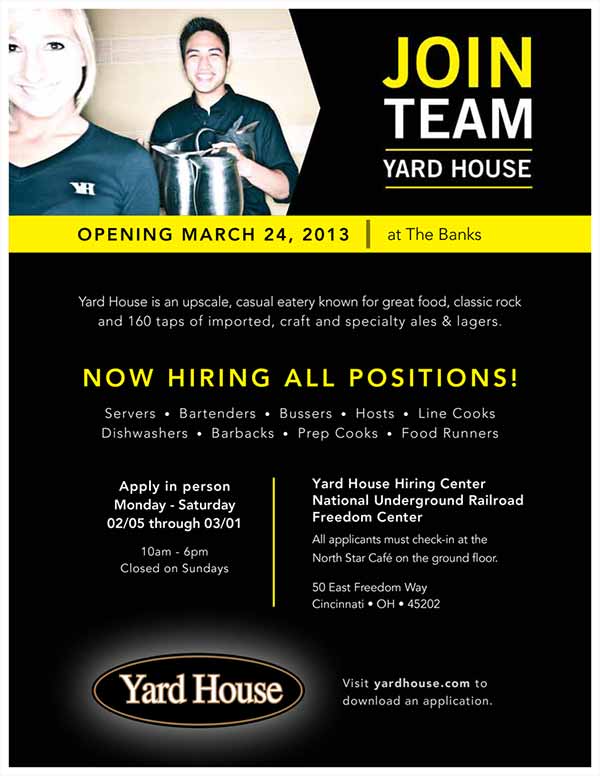 YH
JOIN
TEAM
YARD HOUSE
OPENING MARCH 24, 2013 | at The Banks
Yard House is an upscale, casual eatery known for great food, classic rock
and 160 taps of imported, craft and specialty ales & lagers.
NOW HIRING ALL POSITIONS!
Servers • Bartenders • Bussers • Hosts • Line Cooks
Dishwashers • Barbacks • Prep Cooks • Food Runners
Apply in person
Monday - Saturday
02/05 through 03/01
10am - 6pm
Closed on Sundays
Yard House Hiring Center
National Underground Railroad
Freedom Center
All applicants must check-in at the
North Star Café on the ground floor.
50 East Freedom Way
Cincinnati • OH • 45202
Yard House
Visit yardhouse.com to
download an application.